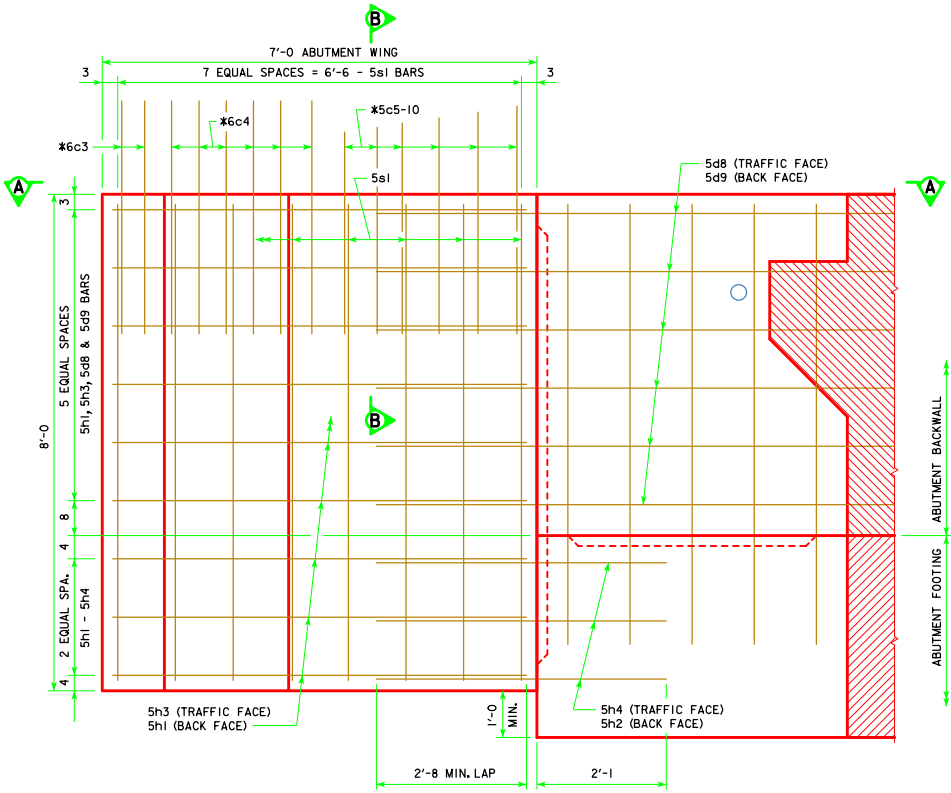 B
7'-0 ABUTMENT WING
3
7 EQUAL SPACES = 6'-6 - 5s1 BARS
3
*6c4
*5c5-10
*6c3
5d8 (TRAFFIC FACE)
5d9 (BACK FACE)
5s1
A
A
3
5 EQUAL SPACES
5h1, 5h3, 5d8 & 5d9 BARS
8'-0
B
8
4
2 EQUAL SPA.
5h1 - 5h4
4
ABUTMENT BACKWALL
ABUTMENT FOOTING
5h3 (TRAFFIC FACE)
5h1 (BACK FACE)
1'-0
MIN.
5h4 (TRAFFIC FACE)
5h2 (BACK FACE)
2'-8 MIN. LAP
2'-1